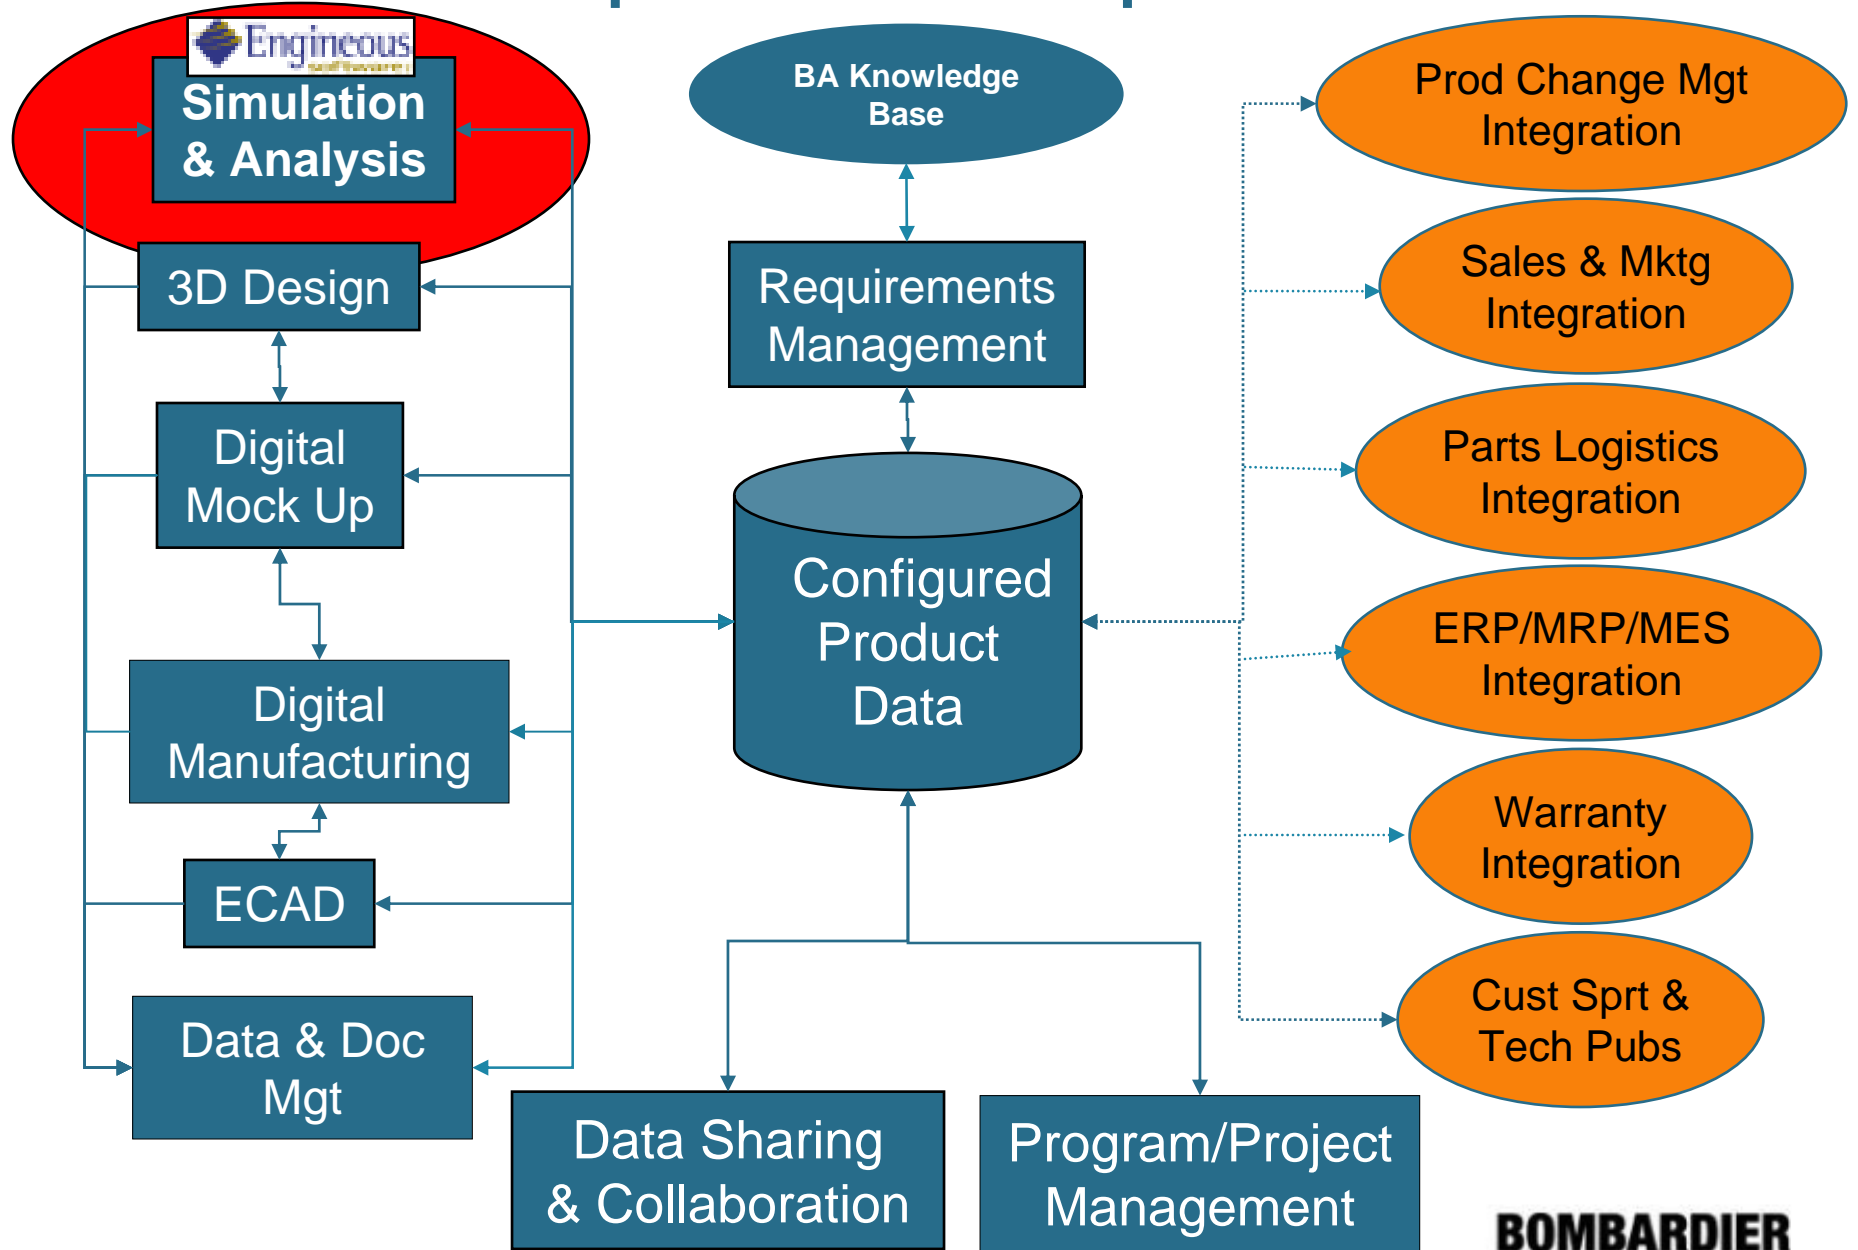 Engineous
software
Simulation
& Analysis
3D Design
Digital
Mock Up
Digital
Manufacturing
ECAD
Data & Doc
Mgt
BA Knowledge
Base
Requirements
Management
Configured
Product
Data
Data Sharing
& Collaboration
Program/Project
Management
Prod Change Mgt
Integration
Sales & Mktg
Integration
Parts Logistics
Integration
ERP/MRP/MES
Integration
Warranty
Integration
Cust Sprt &
Tech Pubs
BOMBARDIER